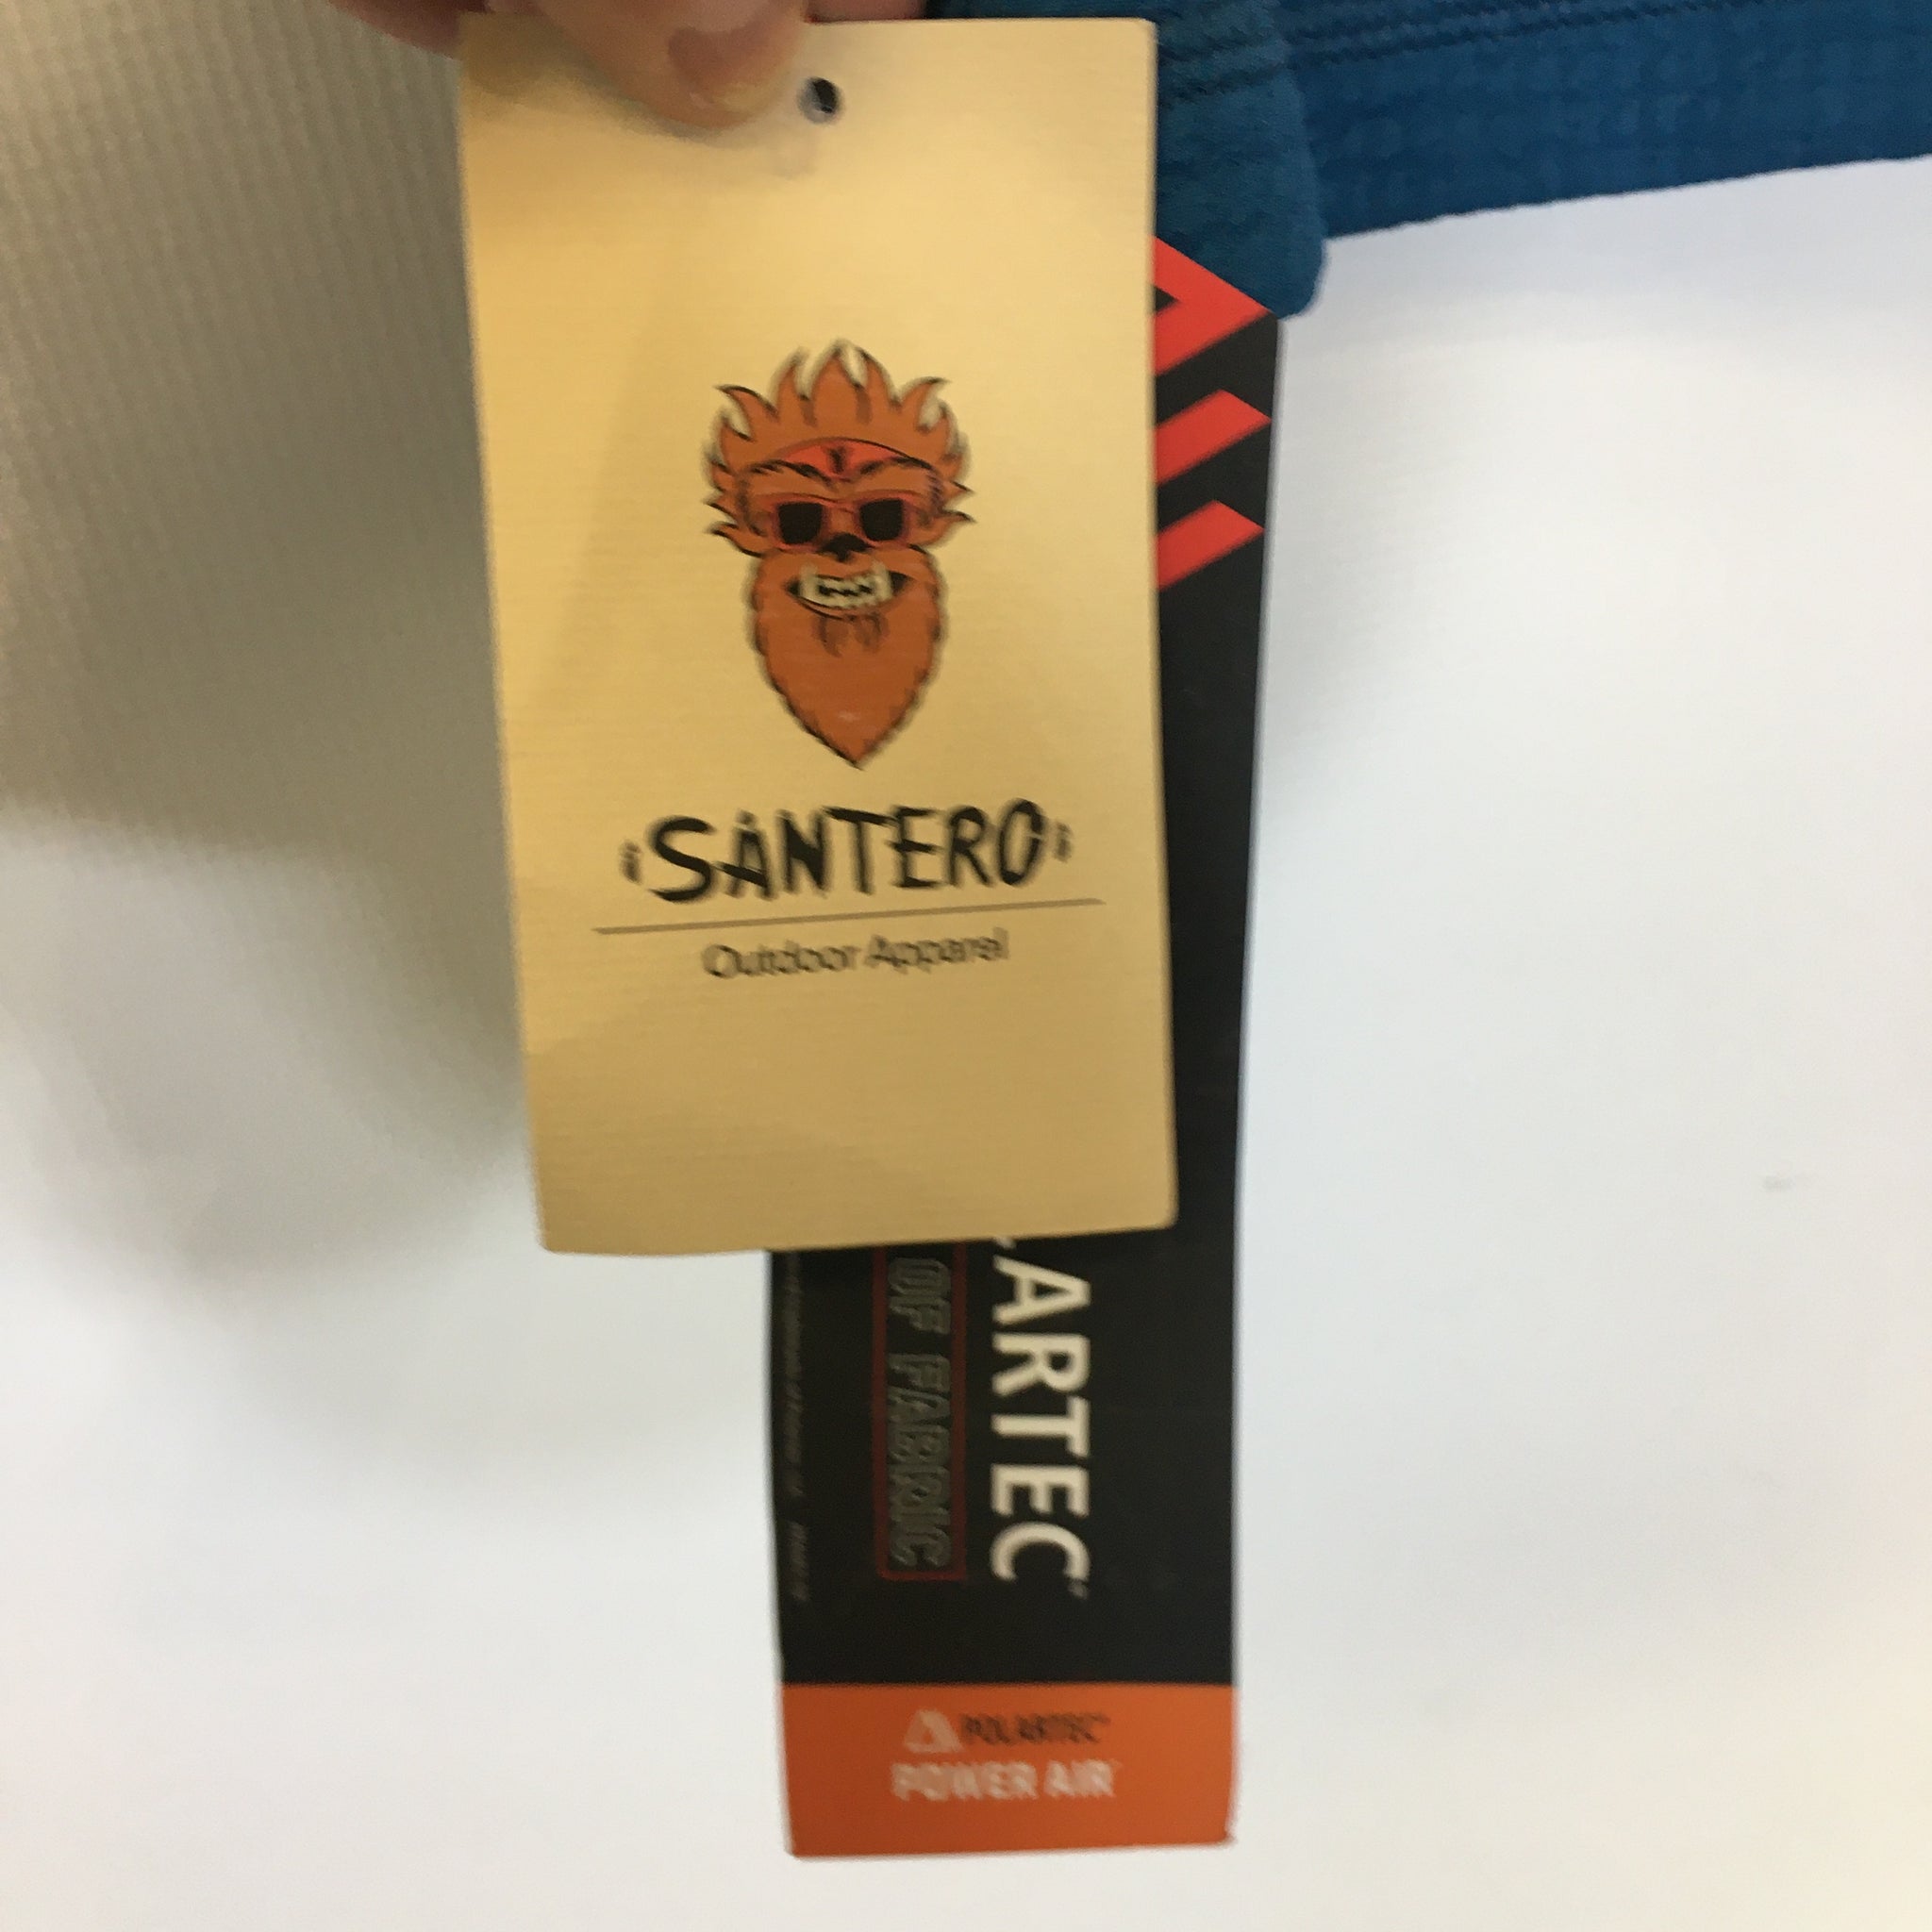 SANTERO
Outdoor Apparel
ARTEC
OF FABRIC
POLARTEC
POWER AIR